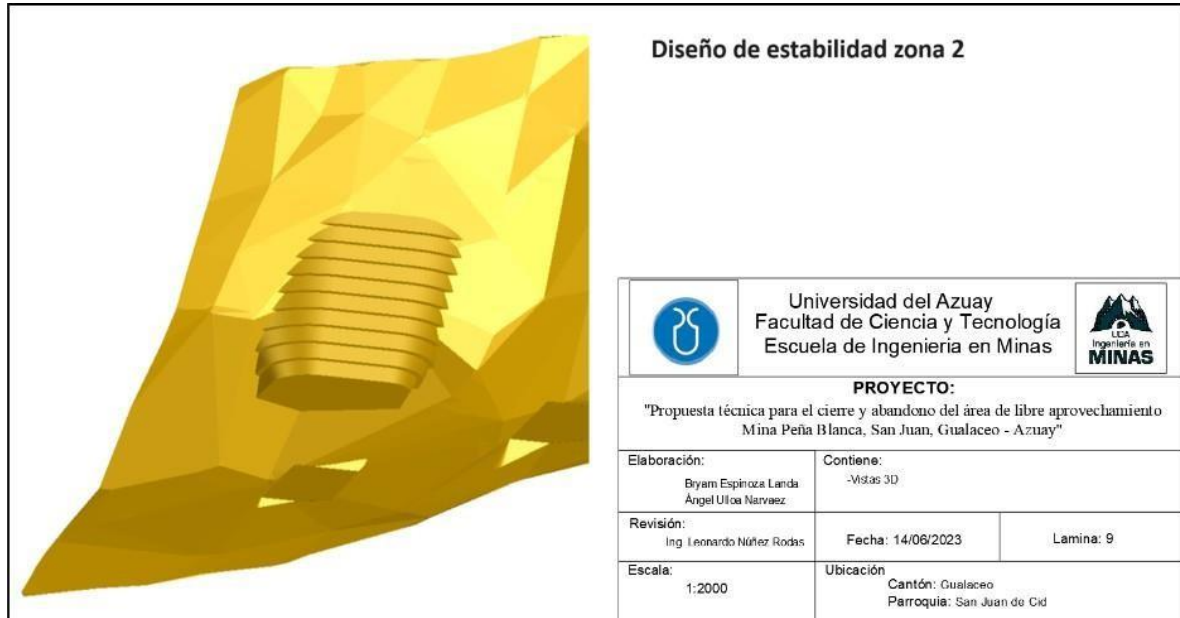 Diseño de estabilidad zona 2
Universidad del Azuay
Facultad de Ciencia y Tecnología
Escuela de Ingenieria en Minas
UDA
Ingeniería en
MINAS
PROYECTO:
"Propuesta técnica para el cierre y abandono del área de libre aprovechamiento
Mina Peña Blanca, San Juan, Gualaceo - Azuay"
Elaboración:
Bryam Espinoza Landa
Ángel Ulloa Narvaez
Contiene:
-Vistas 3D
Revisión:
Ing. Leonardo Núñez Rodas
Fecha: 14/06/2023
Lamina: 9
Escala:
1:2000
Ubicación
Cantón: Gualaceo
Parroquia: San Juan de Cid